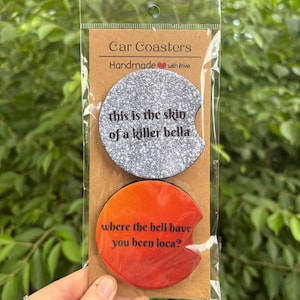 Car Coasters
Handmade with love
this is the skin
of a killer bella
where the hell have
you been loca?